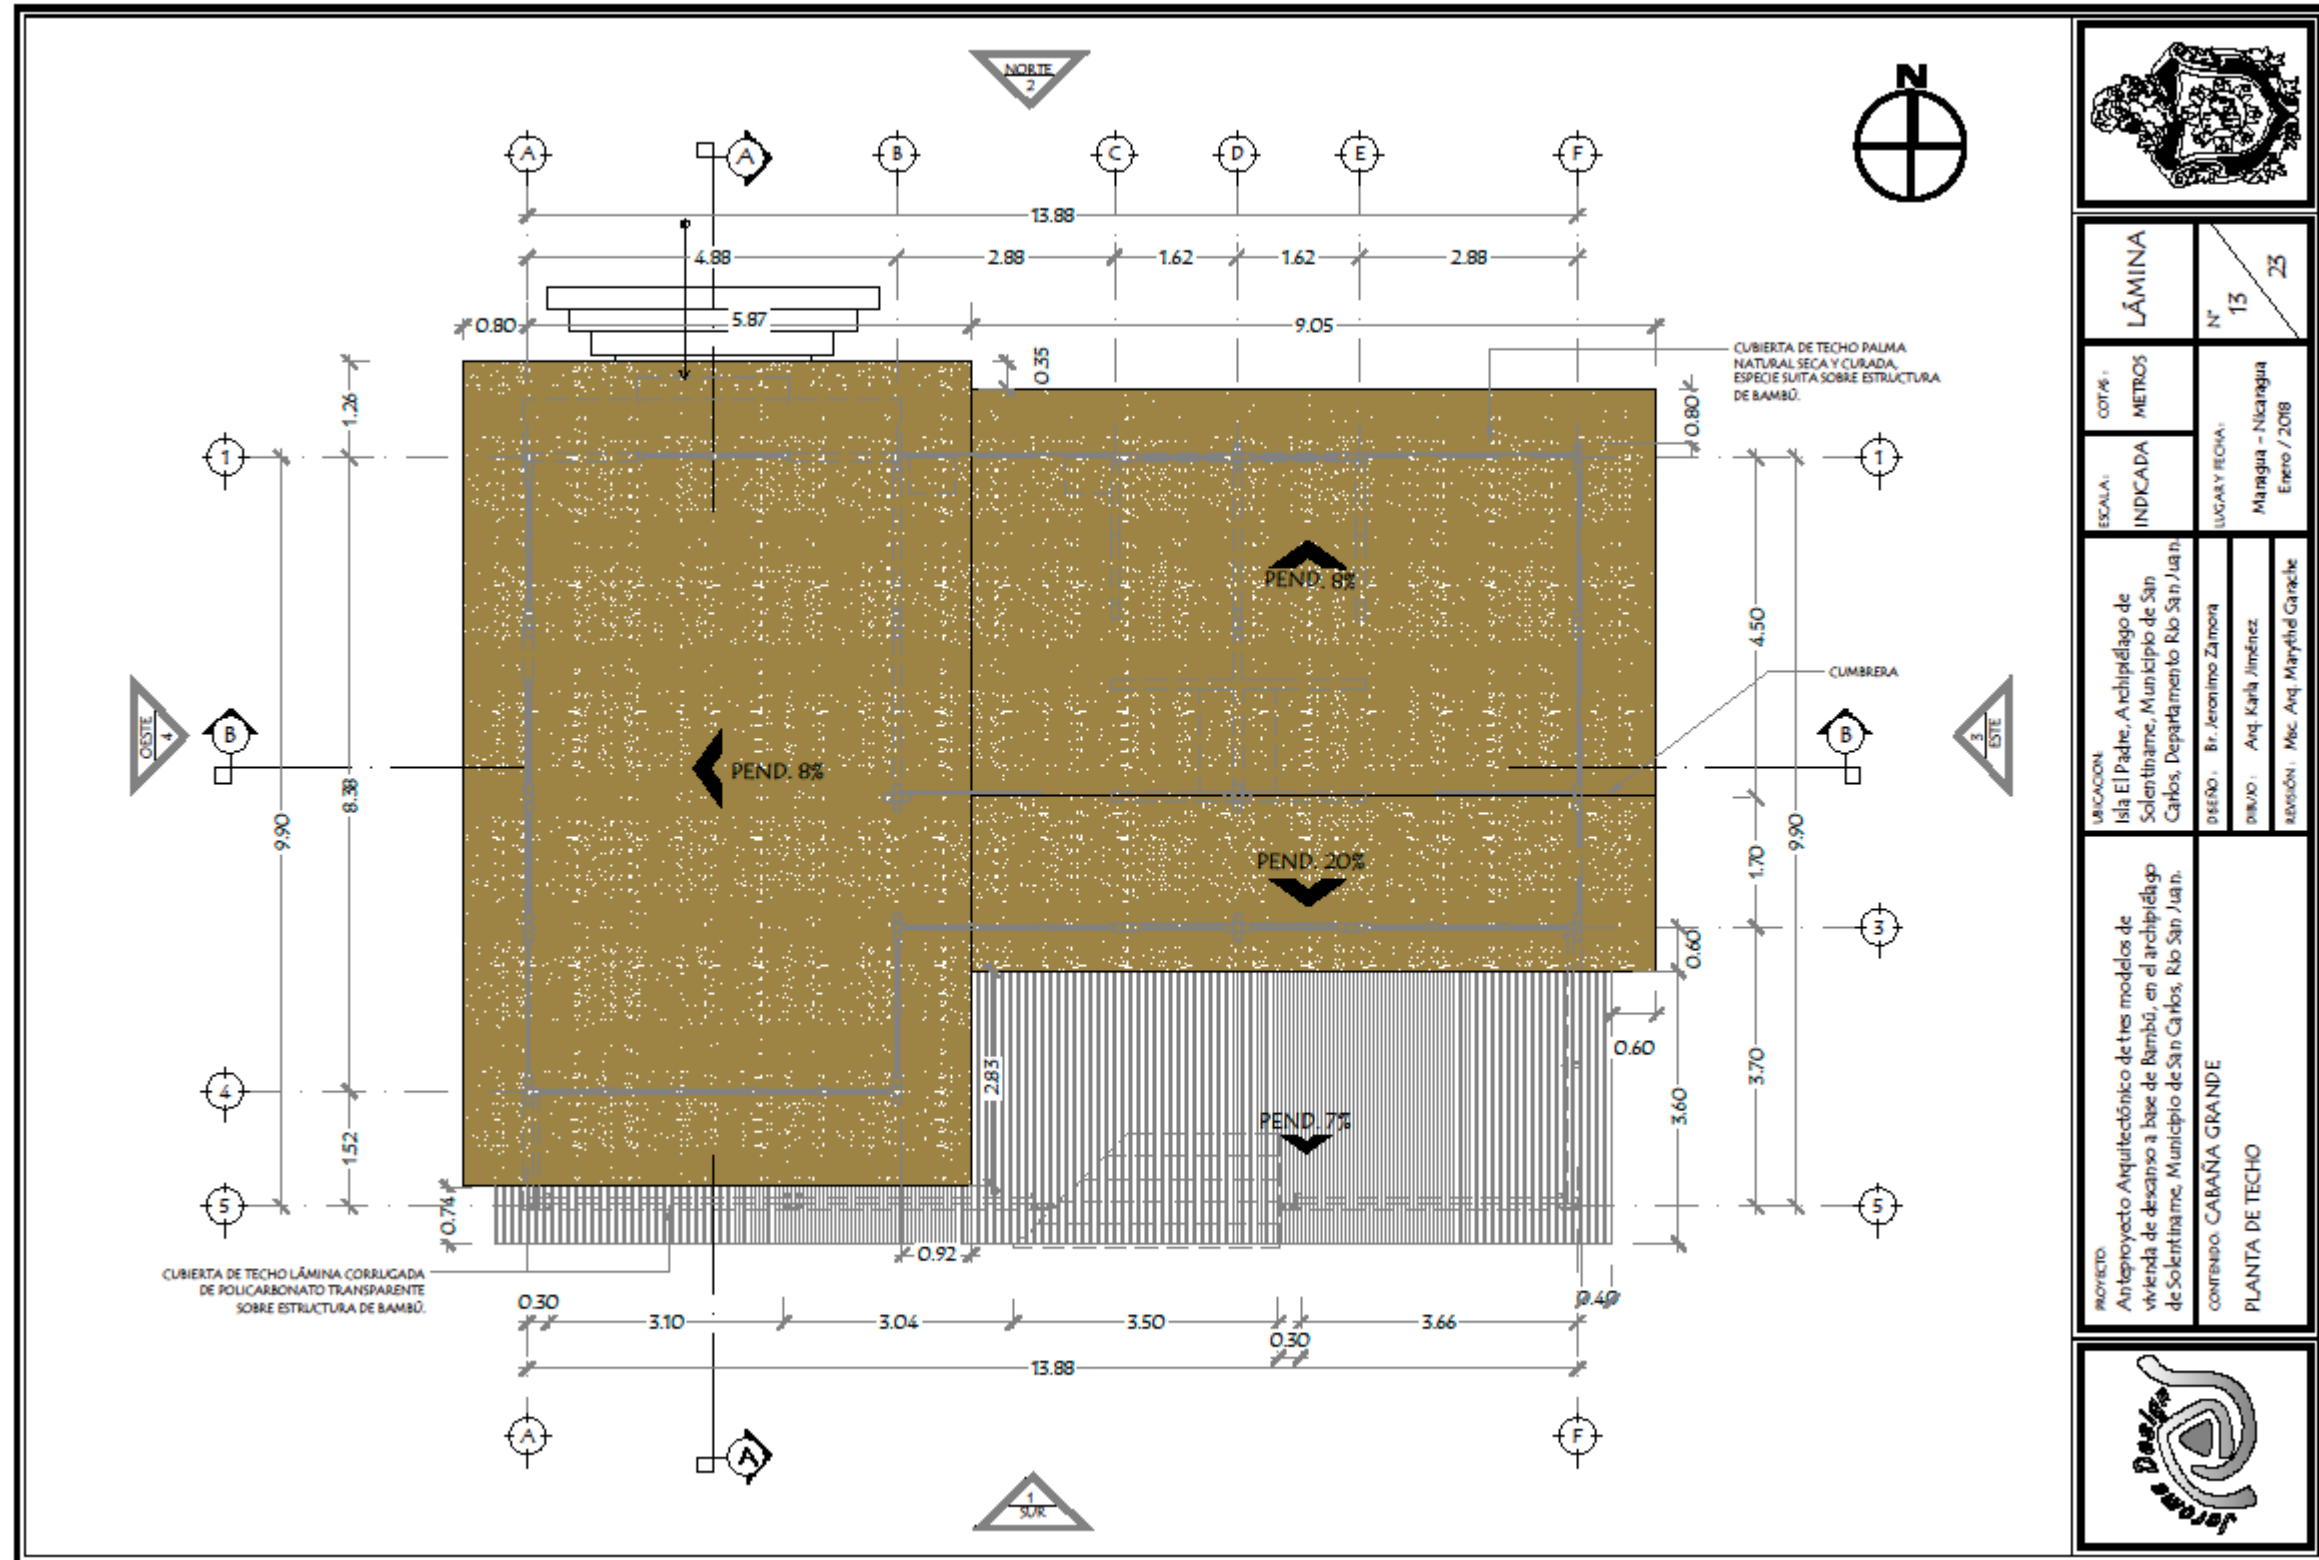 NORTE
2
N
A
A
B
C
D
E
F
13.88
4.88
2.88
1.62
1.62
2.88
0.80
5.87
9.05
0.35
CUBIERTA DE TECHO PALMA
NATURAL SECA Y CURADA,
ESPECIE SUITA SOBRE ESTRUCTURA
DE BAMBÚ.
1.26
0.80
1
1
PEND. 8%
4.50
CUMBRERA
OESTE
4
B
PEND. 8%
B
3
ESTE
8.38
9.90
9.90
PEND. 20%
1.70
3
0.60
0.60
2.83
3.70
3.60
4
PEND. 7%
1.52
5
5
0.74
0.92
CUBIERTA DE TECHO LÁMINA CORRUGADA
DE POLICARBONATO TRANSPARENTE
SOBRE ESTRUCTURA DE BAMBÚ.
0.30
3.10
3.04
3.50
0.30
3.66
0.40
13.88
A
F
A
1
SUR
LÁMINA
N°
13
23
COTAS:
METROS
ESCALA:
INDICADA
LUGAR Y FECHA:
Managua - Nicaragua
Enero / 2018
UBICACION:
Isla El Padre, Archipiélago de
Solentiname, Municipio de San
Carlos, Departamento Río San Juan.
DISEÑO: Br. Jeronimo Zamora
DIBUJO: Arq. Karla Jiménez
REVISIÓN: Msc. Arq. Marythel Garache
PROYECTO:
Anteproyecto Arquitectónico de tres modelos de
vivienda de descanso a base de Bambú, en el archipiélago
de Solentiname, Municipio de San Carlos, Río San Juan.
CONTENIDO: CABAÑA GRANDE
PLANTA DE TECHO
Jerome Design